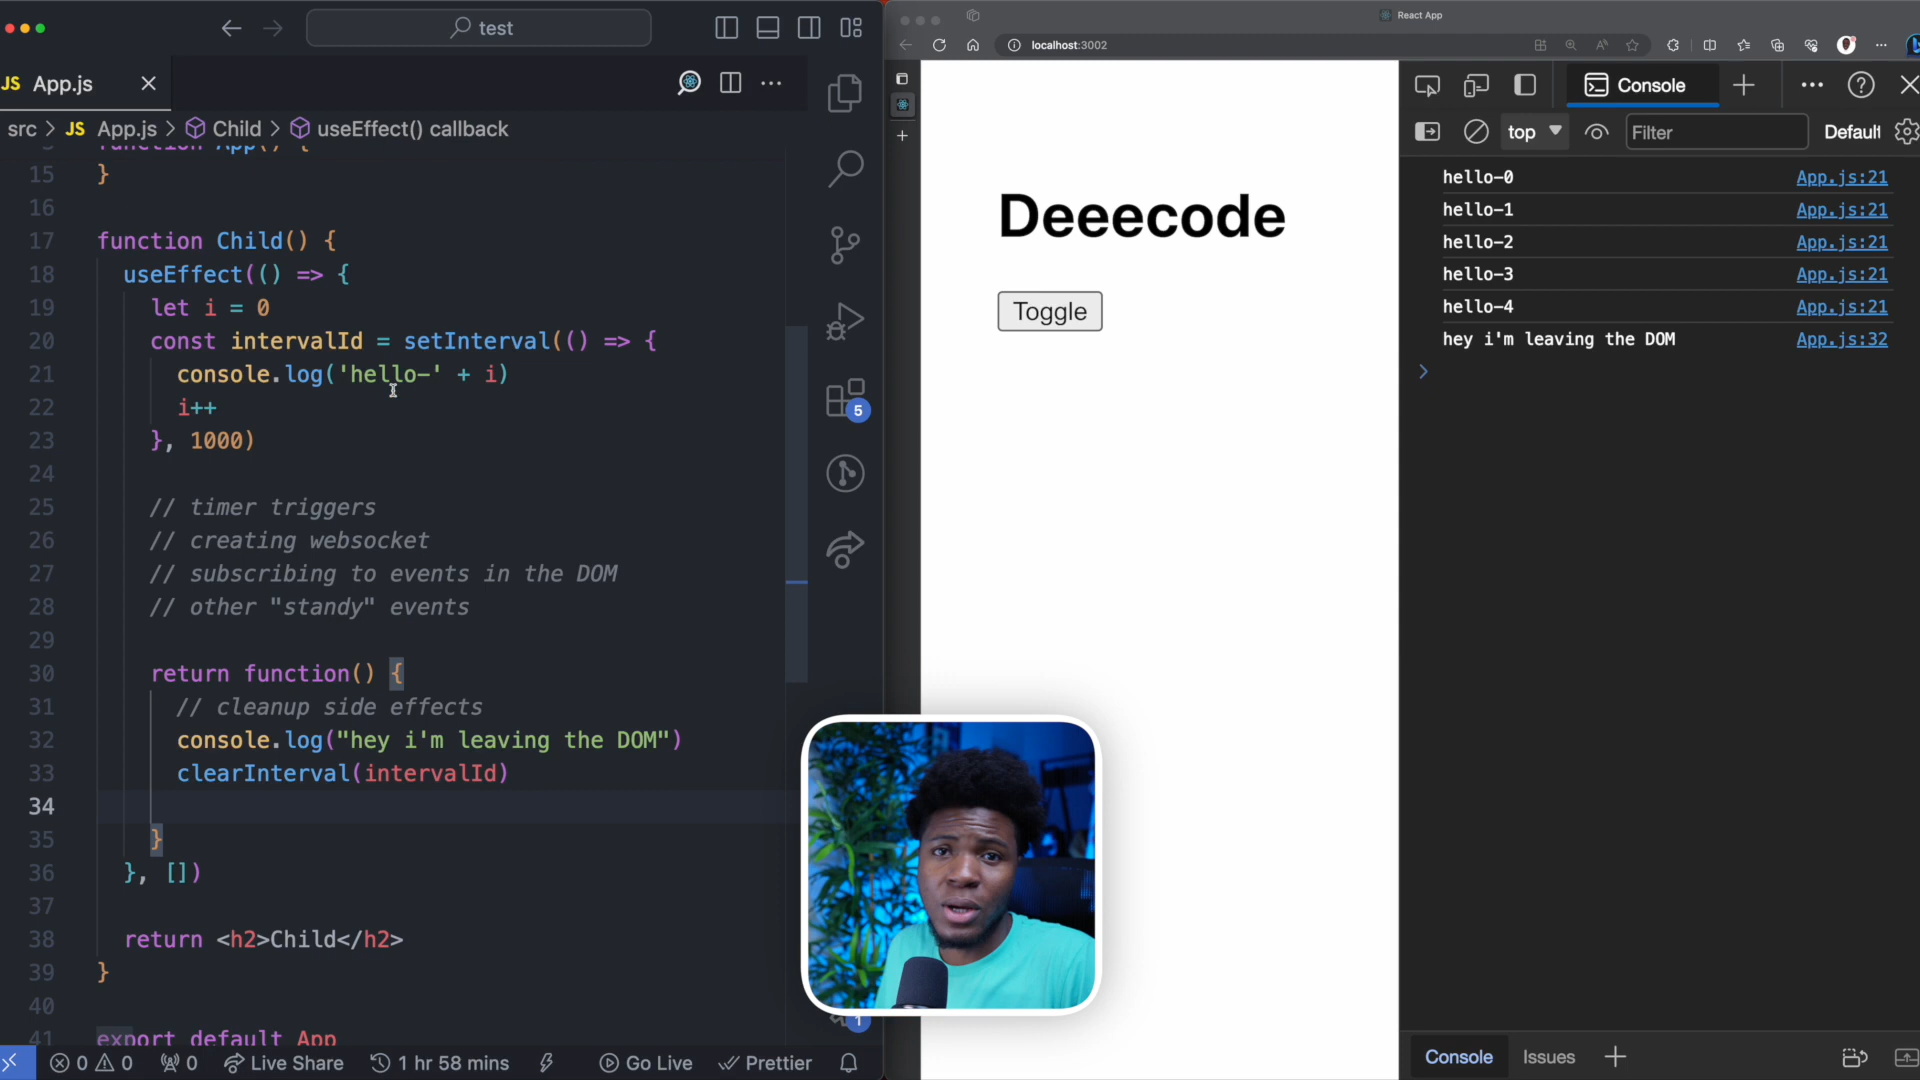 test
JS App.js
src > JS App.js > Child > useEffect() callback
function App() {
15 }
16
17 function Child() {
18 useEffect(() => {
19 let i = 0
20 const intervalId = setInterval(() => {
21 console.log('hello-' + i)
22 i++
23 }, 1000)
24
25 // timer triggers
26 // creating websocket
27 // subscribing to events in the DOM
28 // other "standy" events
29
30 return function() {
31 // cleanup side effects
32 console.log("hey i'm leaving the DOM")
33 clearInterval(intervalId)
34
35 }
36 }, [])
37
38 return <h2>Child</h2>
39 }
40
41 export default App
5
1
0 0 0 Live Share 1 hr 58 mins Go Live Prettier
React App
localhost:3002
Deeecode
Toggle
Console
top Filter Default
hello-0 App.js:21
hello-1 App.js:21
hello-2 App.js:21
hello-3 App.js:21
hello-4 App.js:21
hey i'm leaving the DOM App.js:32
Console Issues